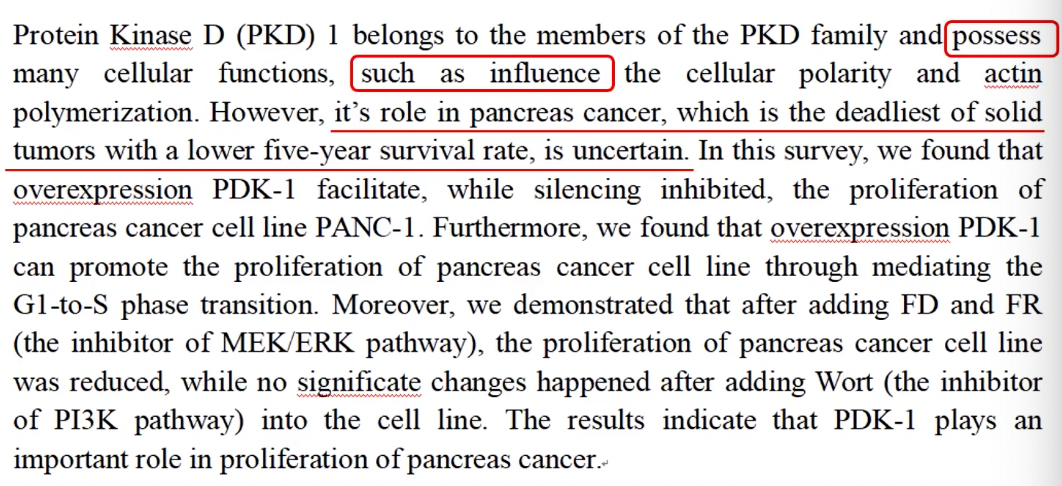 Protein Kinase D (PKD) 1 belongs to the members of the PKD family and possess
many cellular functions, such as influence the cellular polarity and actin
polymerization. However, it’s role in pancreas cancer, which is the deadliest of solid
tumors with a lower five-year survival rate, is uncertain. In this survey, we found that
overexpression PDK-1 facilitate, while silencing inhibited, the proliferation of
pancreas cancer cell line PANC-1. Furthermore, we found that overexpression PDK-1
can promote the proliferation of pancreas cancer cell line through mediating the
G1-to-S phase transition. Moreover, we demonstrated that after adding FD and FR
(the inhibitor of MEK/ERK pathway), the proliferation of pancreas cancer cell line
was reduced, while no significate changes happened after adding Wort (the inhibitor
of PI3K pathway) into the cell line. The results indicate that PDK-1 plays an
important role in proliferation of pancreas cancer.